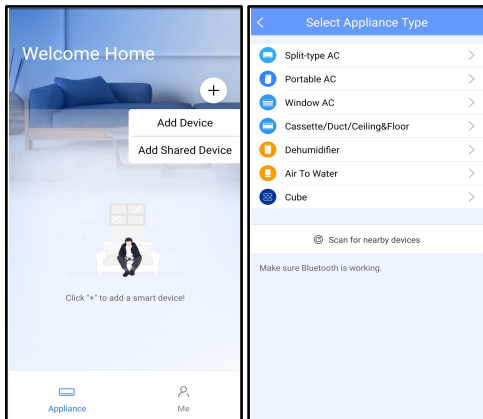 Welcome Home
Add Device
Add Shared Device
Click "+" to add a smart device!
Appliance
Me
Select Appliance Type
Split-type AC
Portable AC
Window AC
Cassette/Duct/Ceiling&Floor
Dehumidifier
Air To Water
Cube
Scan for nearby devices
Make sure Bluetooth is working.